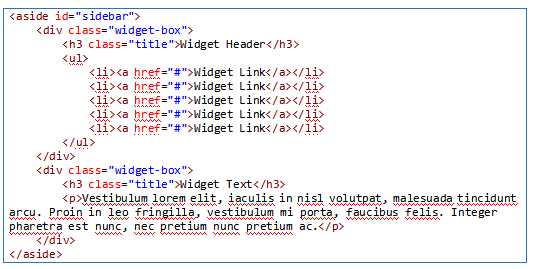 <aside id="sidebar">
    <div class="widget-box">
        <h3 class="title">Widget Header</h3>
        <ul>
            <li><a href="#">Widget Link</a></li>
            <li><a href="#">Widget Link</a></li>
            <li><a href="#">Widget Link</a></li>
            <li><a href="#">Widget Link</a></li>
            <li><a href="#">Widget Link</a></li>
        </ul>
    </div>
    <div class="widget-box">
        <h3 class="title">Widget Text</h3>
        <p>Vestibulum lorem elit, iaculis in nisl volutpat, malesuada tincidunt
arcu. Proin in leo fringilla, vestibulum mi porta, faucibus felis. Integer
pharetra est nunc, nec pretium nunc pretium ac.</p>
    </div>
</aside>